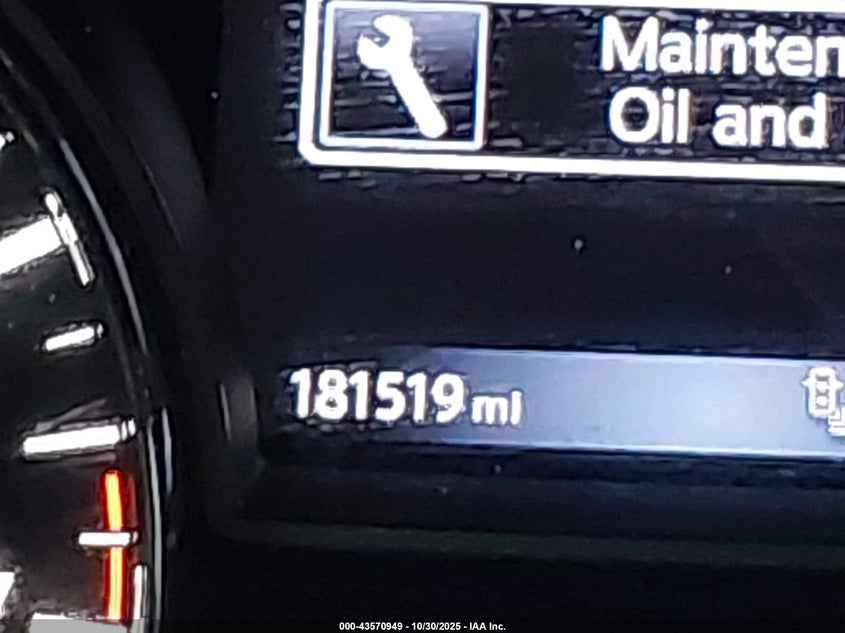 Mainten
Oil and
181519 mi
000-43570949 - 10/30/2025 - IAA Inc.